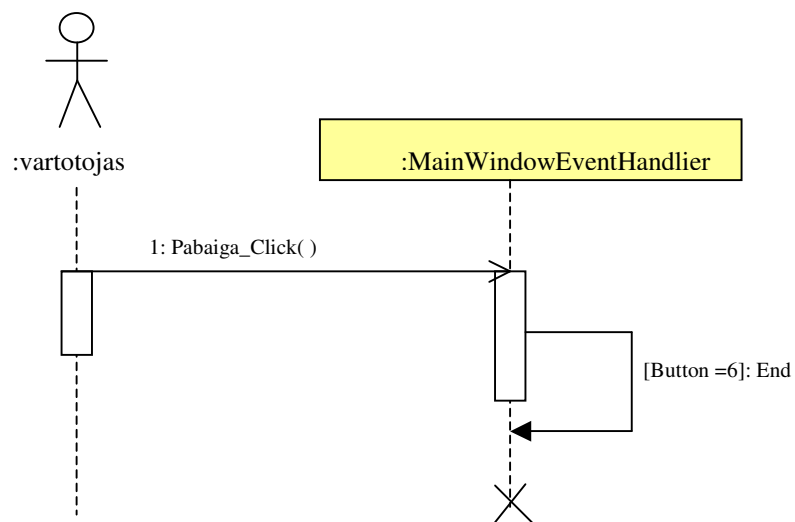 :vartotojas
:MainWindowEventHandlier
1: Pabaiga_Click( )
[Button =6]: End